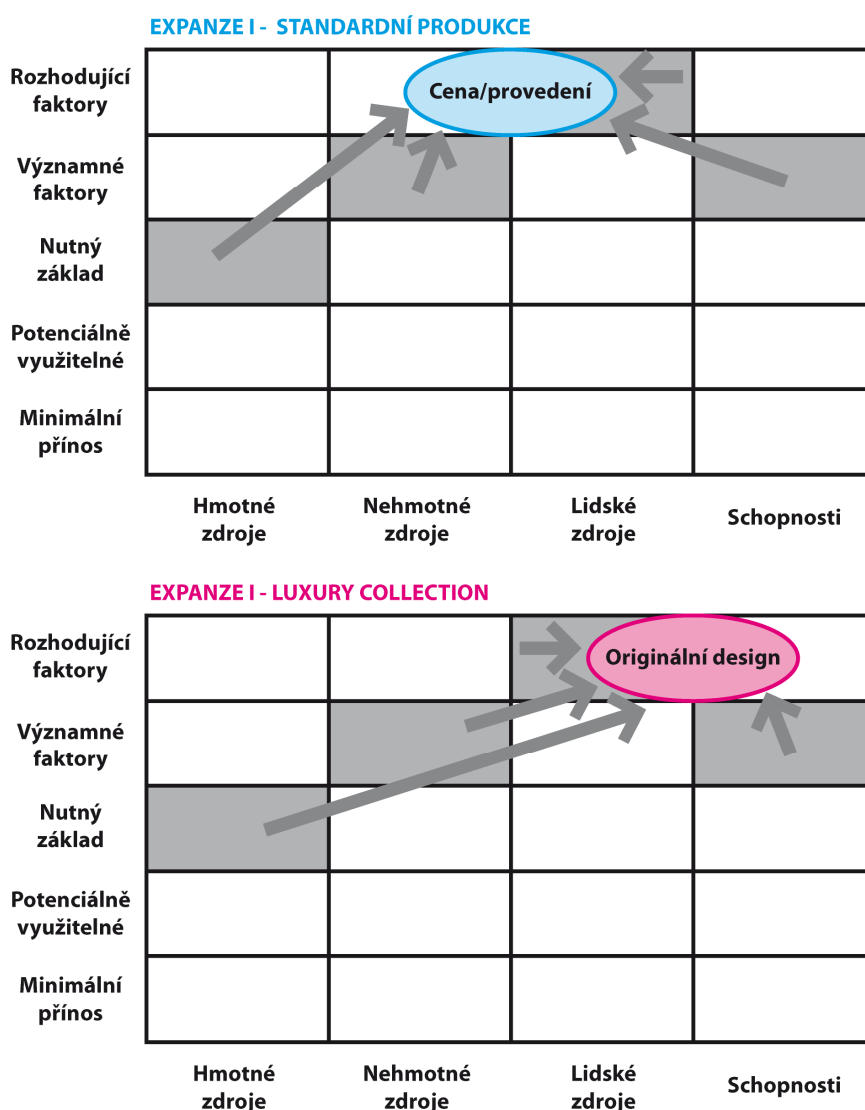 EXPANZE I - STANDARDNÍ PRODUKCE
Rozhodující
faktory
Cena/provedení
Významné
faktory
Nutný
základ
Potenciálně
využitelné
Minimální
přínos
Hmotné
zdroje
Nehmotné
zdroje
Lidské
zdroje
Schopnosti
EXPANZE I - LUXURY COLLECTION
Rozhodující
faktory
Originální design
Významné
faktory
Nutný
základ
Potenciálně
využitelné
Minimální
přínos
Hmotné
zdroje
Nehmotné
zdroje
Lidské
zdroje
Schopnosti